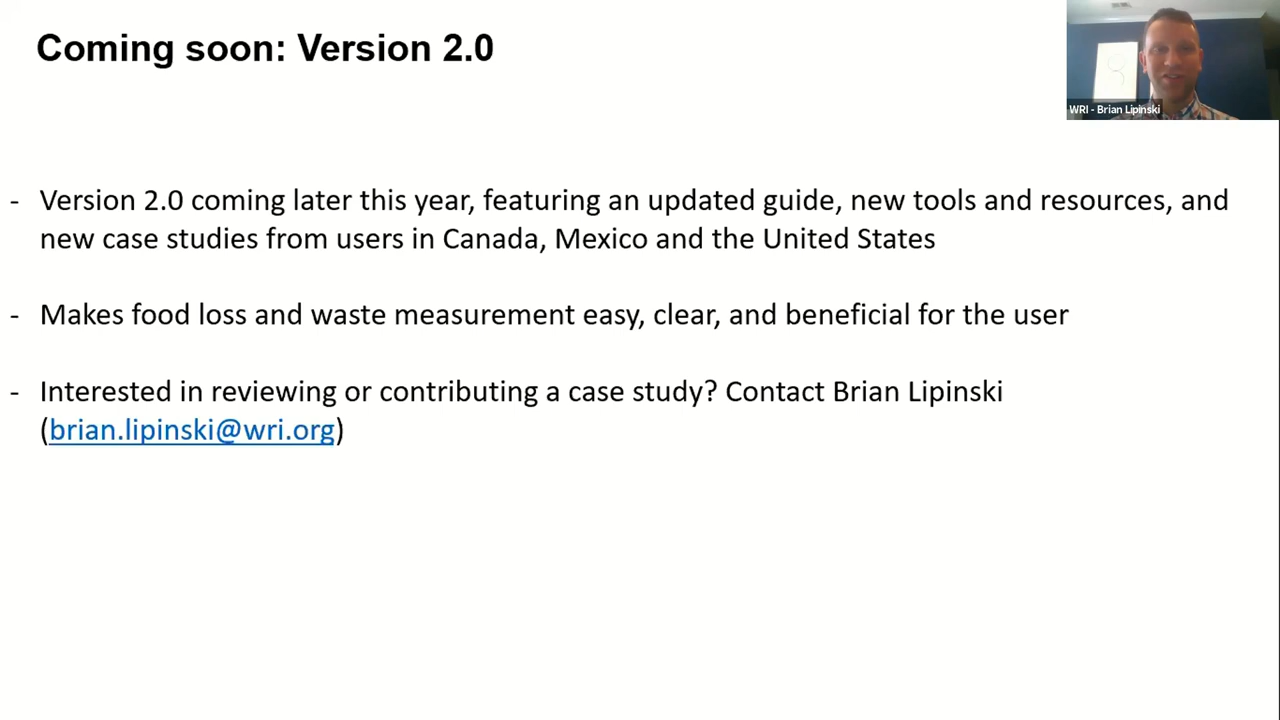 Coming soon: Version 2.0
WRI - Brian Lipinski
- Version 2.0 coming later this year, featuring an updated guide, new tools and resources, and
new case studies from users in Canada, Mexico and the United States
- Makes food loss and waste measurement easy, clear, and beneficial for the user
- Interested in reviewing or contributing a case study? Contact Brian Lipinski
(brian.lipinski@wri.org)